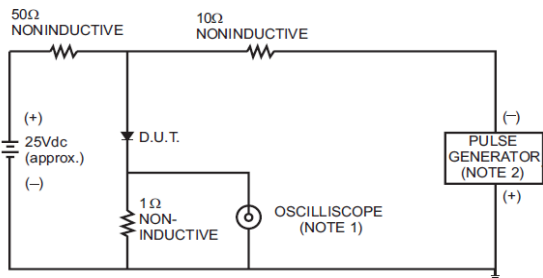 50Ω
NONINDUCTIVE
10Ω
NONINDUCTIVE
(+)
25Vdc
(approx.)
(–)
D.U.T.
1Ω
NON-
INDUCTIVE
OSCILLISCOPE
(NOTE 1)
(–)
PULSE
GENERATOR
(NOTE 2)
(+)